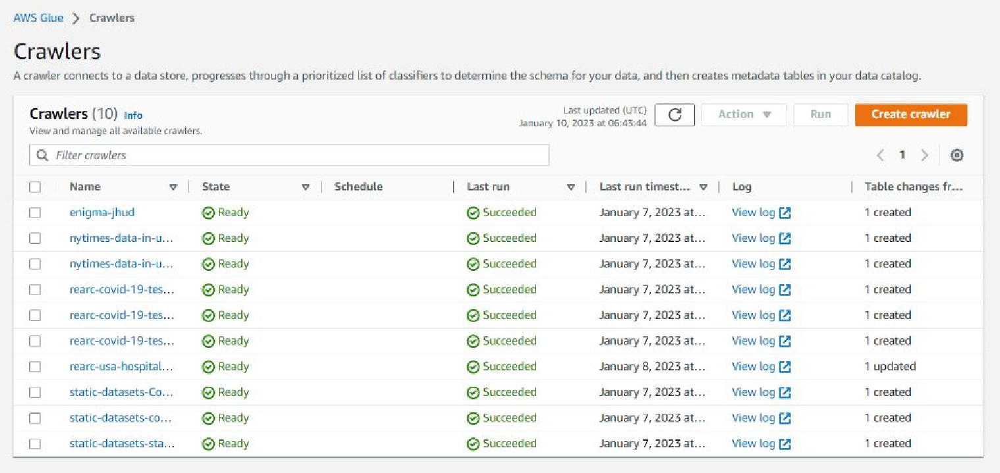 AWS Glue > Crawlers
Crawlers
A crawler connects to a data store, progresses through a prioritized list of classifiers to determine the schema for your data, and then creates metadata tables in your data catalog.
Crawlers (10) Info
View and manage all available crawlers.
Last updated (UTC)
January 10, 2023 at 06:43:44
Action
Run
Create crawler
Filter crawlers
1
Name State Schedule Last run Last run timest... Log Table changes fr...
enigma-jhud Ready Succeeded January 7, 2023 at... View log 1 created
nytimes-data-in-u... Ready Succeeded January 7, 2023 at... View log 1 created
nytimes-data-in-u... Ready Succeeded January 7, 2023 at... View log 1 created
rearc-covid-19-tes... Ready Succeeded January 7, 2023 at... View log 1 created
rearc-covid-19-tes... Ready Succeeded January 7, 2023 at... View log 1 created
rearc-covid-19-tes... Ready Succeeded January 7, 2023 at... View log 1 created
rearc-usa-hospital... Ready Succeeded January 8, 2023 at... View log 1 updated
static-datasets-Co... Ready Succeeded January 7, 2023 at... View log 1 created
static-datasets-co... Ready Succeeded January 7, 2023 at... View log 1 created
static-datasets-sta... Ready Succeeded January 7, 2023 at... View log 1 created